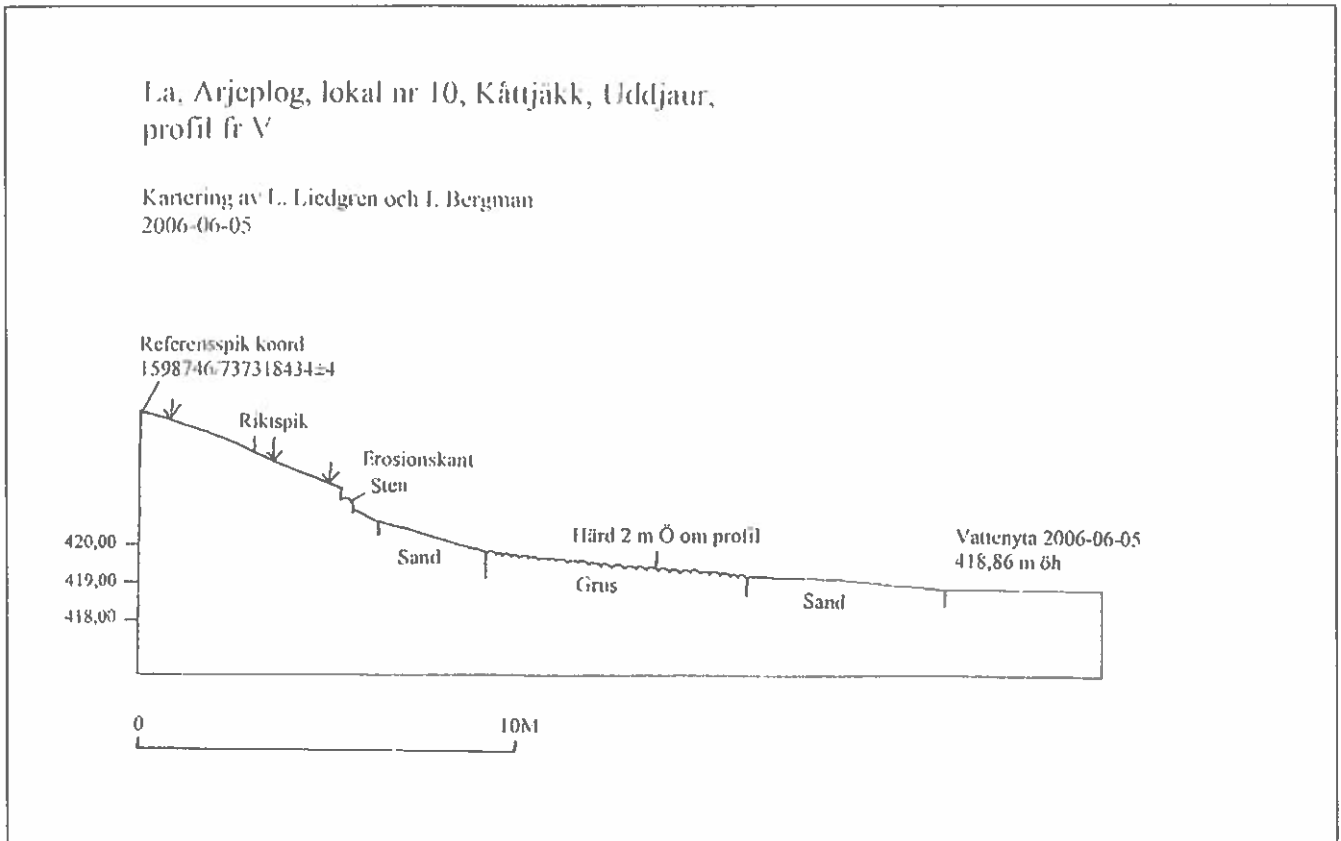 La, Arjeplog, lokal nr 10, Kåttjäkk, Uddjaur,
profil fr V
Kartering av L. Liedgren och I. Bergman
2006-06-05
Referensspik koord
1598746/737318434±4
Riktspik
Erosionskant
Sten
420,00
419,00
418,00
Sand
Härd 2 m Ö om profil
Grus
Sand
Vattenyta 2006-06-05
418,86 m öh
0
10M